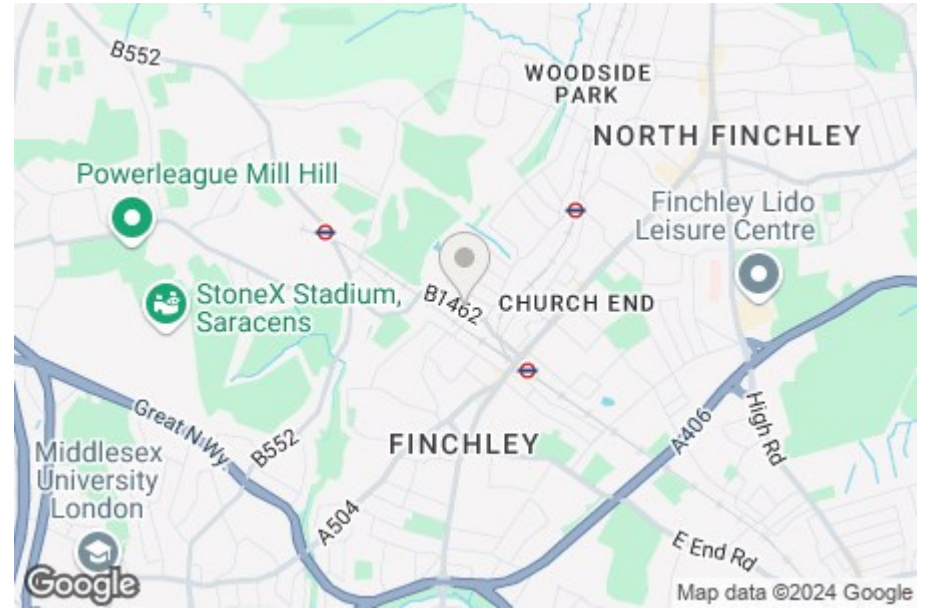 B552
WOODSIDE
PARK
NORTH FINCHLEY
Powerleague Mill Hill
Finchley Lido
Leisure Centre
StoneX Stadium,
Saracens
B1462
CHURCH END
Great N Wy.
B552
FINCHLEY
A406
High Rd
Middlesex
University
London
A504
E End Rd
Google
Map data ©2024 Google